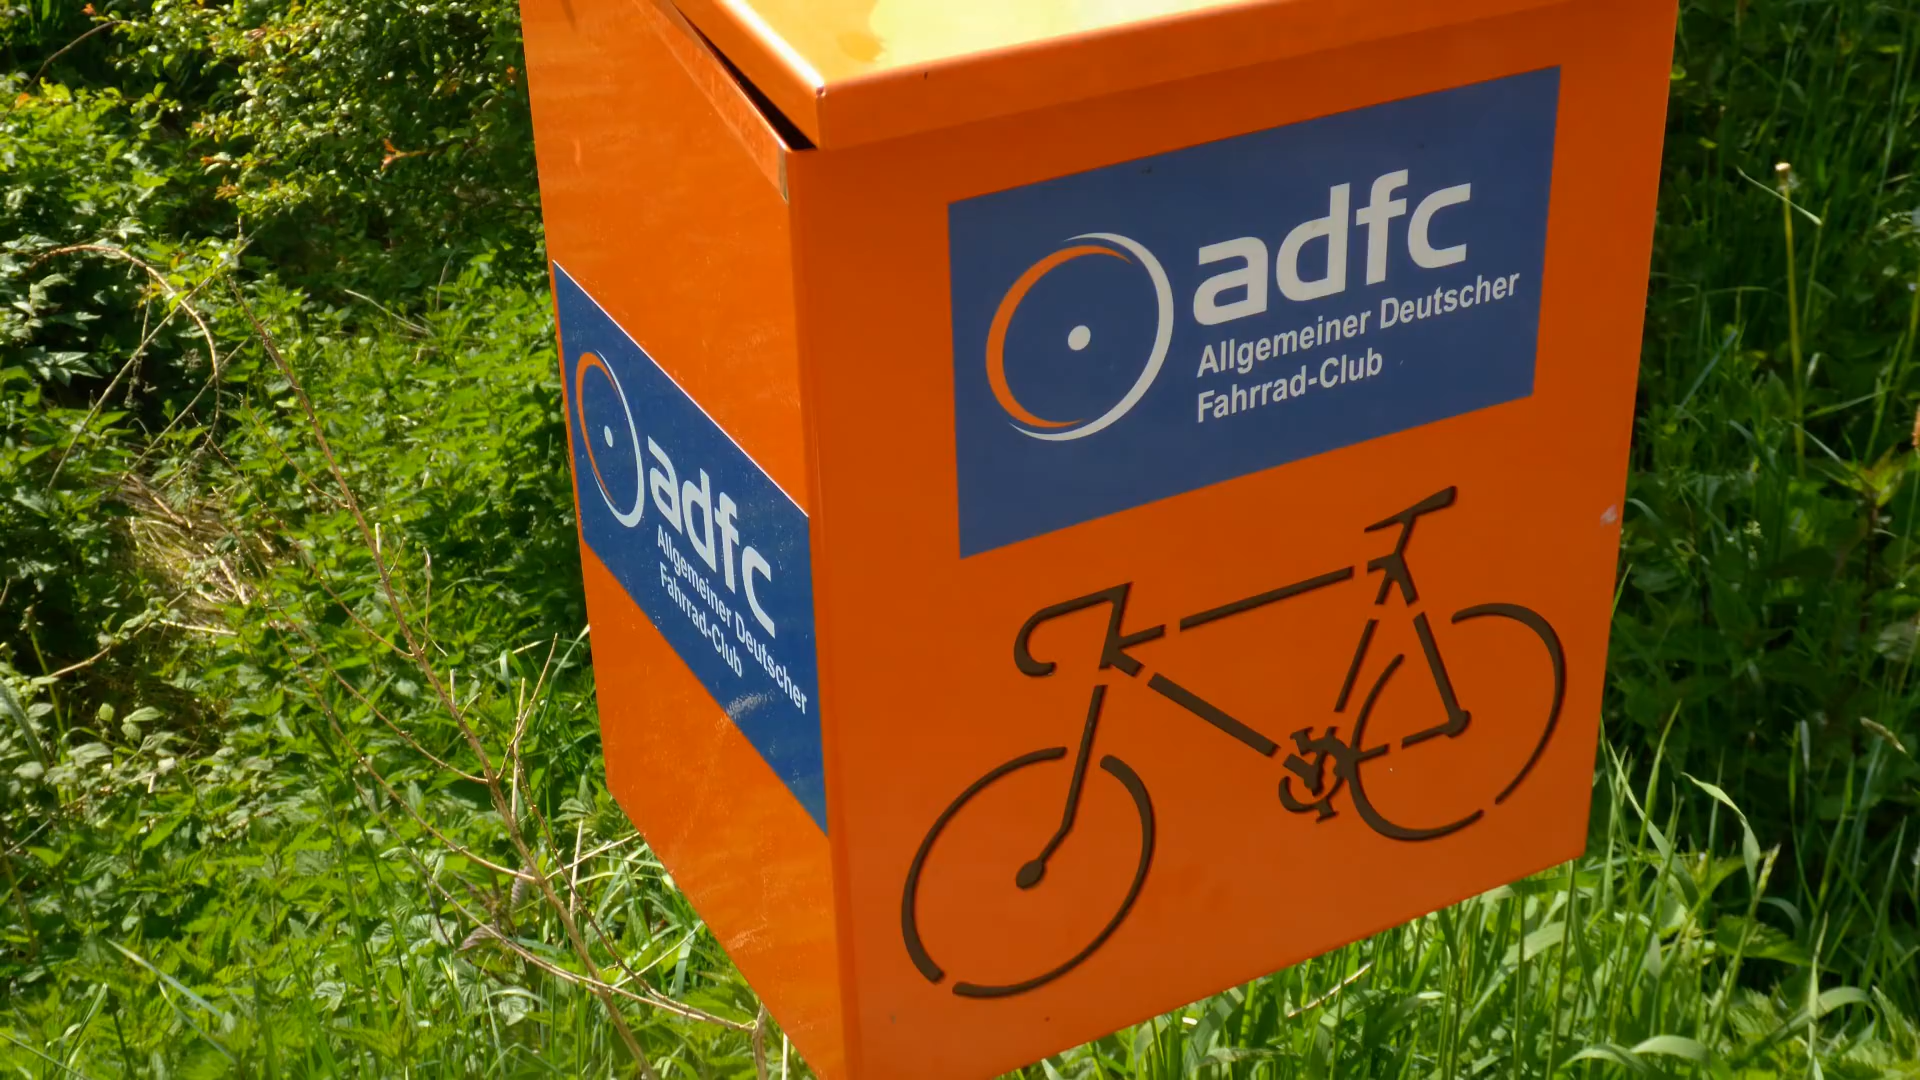 adfc
Allgemeiner Deutscher
Fahrrad-Club
adfc
Allgemeiner Deutscher
Fahrrad-Club